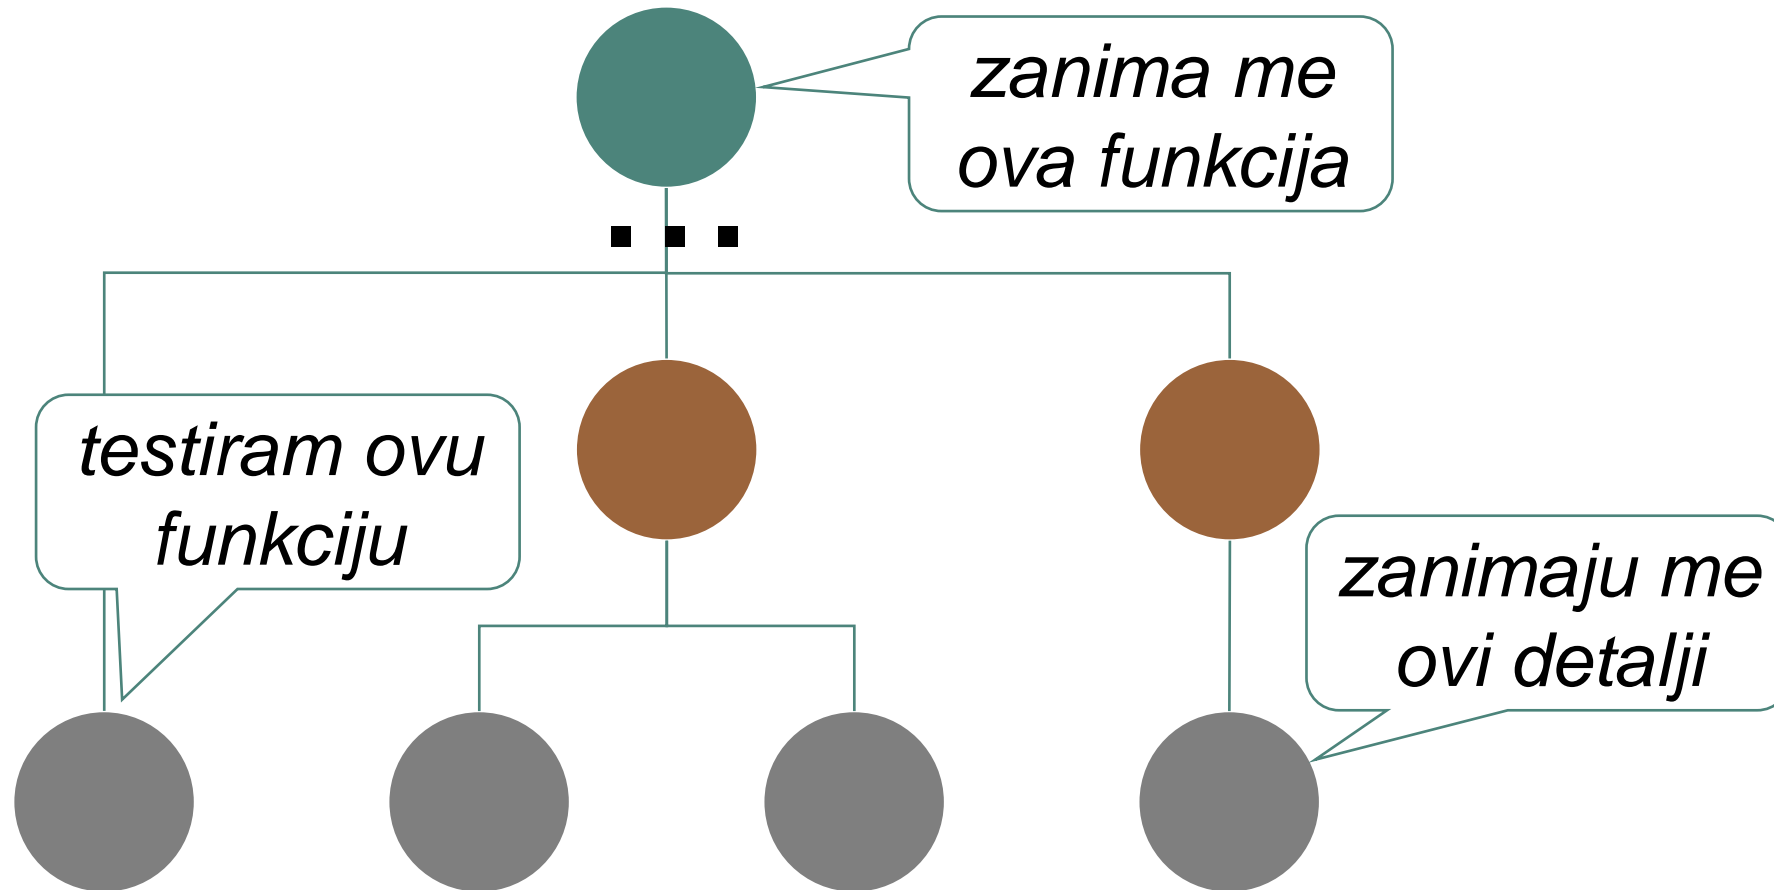 zanima me
ova funkcija
testiram ovu
funkciju
zanimaju me
ovi detalji